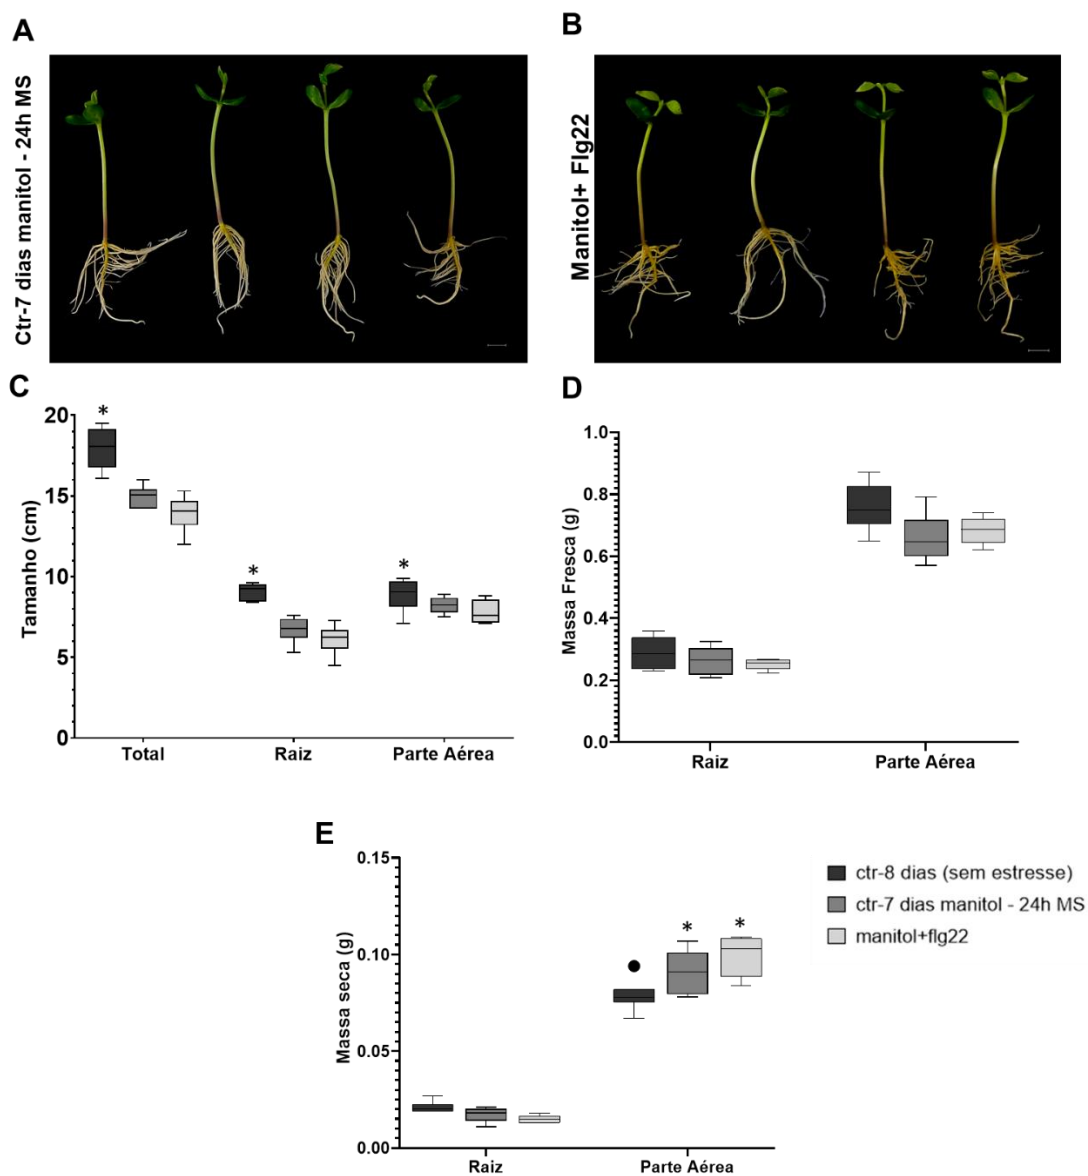 A
Ctr-7 dias manitol - 24h MS
B
Manitol+ Flg22
C
Tamanho (cm)
20
15
10
5
0
*
*
*
Total
Raiz
Parte Aérea
D
Massa Fresca (g)
1.0
0.8
0.6
0.4
0.2
0.0
Raiz
Parte Aérea
E
Massa seca (g)
0.15
0.10
0.05
0.00
*
*
Raiz
Parte Aérea
ctr-8 dias (sem estresse)
ctr-7 dias manitol - 24h MS
manitol+flg22